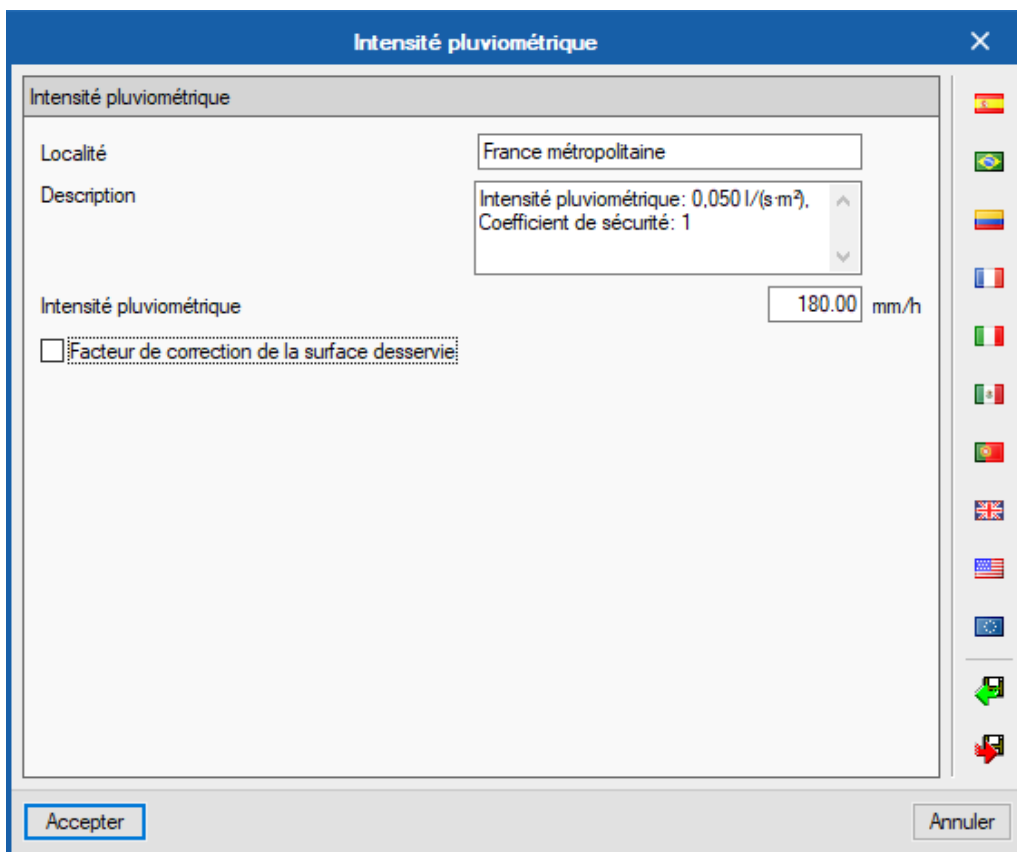 Intensité pluviométrique
Intensité pluviométrique
Localité
France métropolitaine
Description
Intensité pluviométrique: 0,050 l/(s·m²),
Coefficient de sécurité: 1
Intensité pluviométrique
180.00 mm/h
Facteur de correction de la surface desservie
Accepter
Annuler